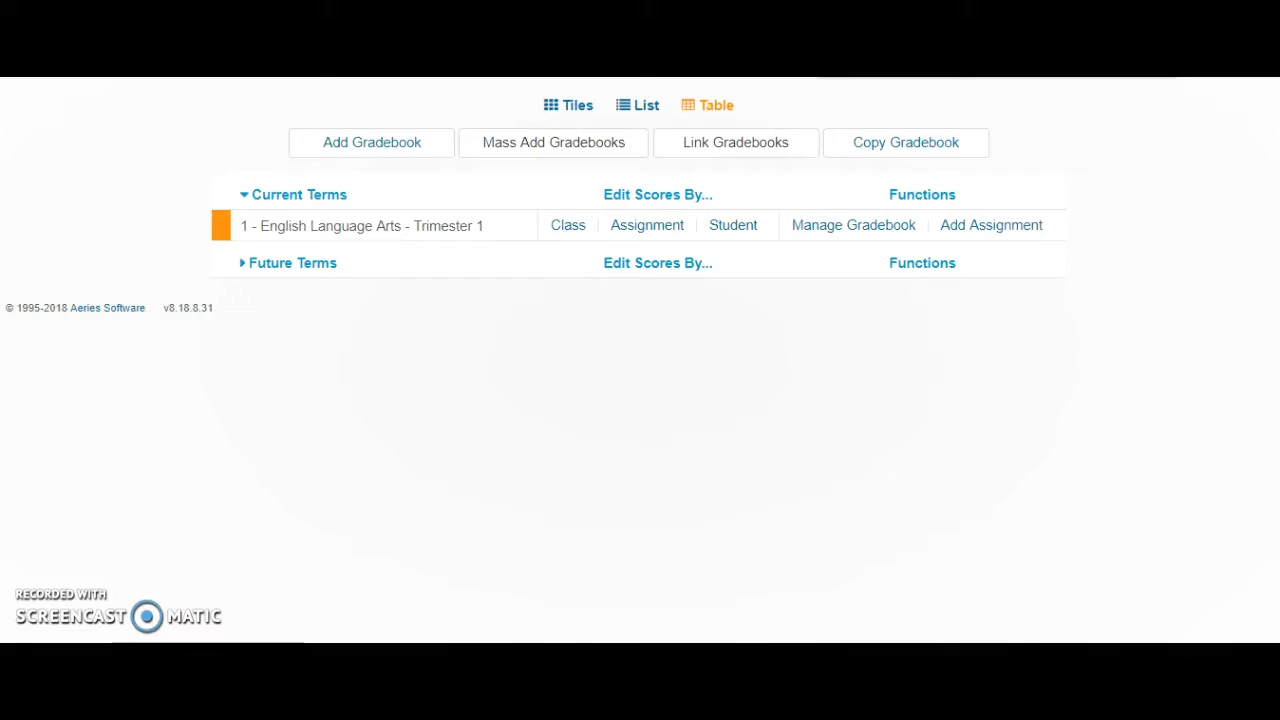 Tiles List Table
Add Gradebook Mass Add Gradebooks Link Gradebooks Copy Gradebook
Current Terms Edit Scores By... Functions
1 - English Language Arts - Trimester 1 Class Assignment Student Manage Gradebook Add Assignment
Future Terms Edit Scores By... Functions
© 1995-2018 Aeries Software v8.18.8.31
RECORDED WITH
SCREENCAST MATIC